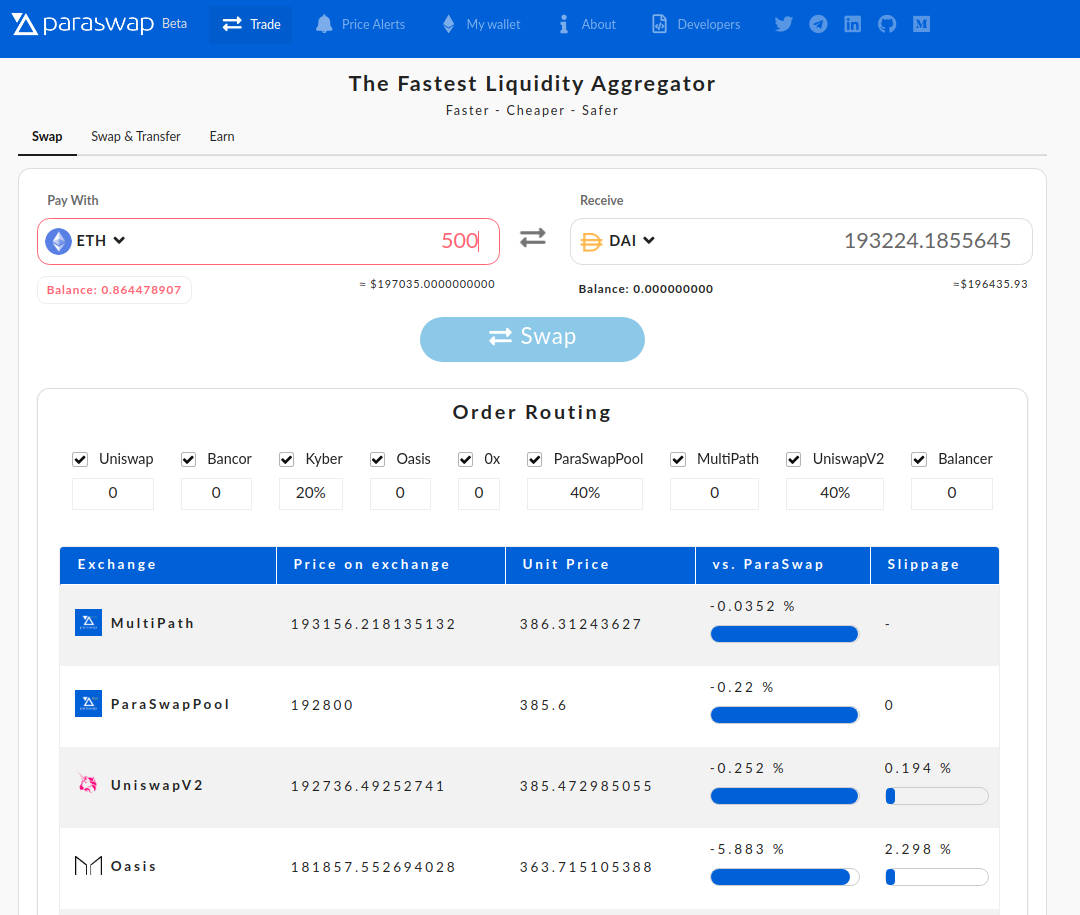 paraswap Beta Trade Price Alerts My wallet About Developers
The Fastest Liquidity Aggregator
Faster - Cheaper - Safer
Swap Swap & Transfer Earn
Pay With Receive
ETH 500 DAI 193224.1855645
Balance: 0.864478907 ≈ $197035.0000000000 Balance: 0.000000000 ≈$196435.93
Swap
Order Routing
Uniswap Bancor Kyber Oasis 0x ParaSwapPool MultiPath UniswapV2 Balancer
0 0 20% 0 0 40% 0 40% 0
Exchange Price on exchange Unit Price vs. ParaSwap Slippage
MultiPath 193156.218135132 386.31243627 -0.0352 % -
ParaSwapPool 192800 385.6 -0.22 % 0
UniswapV2 192736.49252741 385.472985055 -0.252 % 0.194 %
Oasis 181857.552694028 363.715105388 -5.883 % 2.298 %